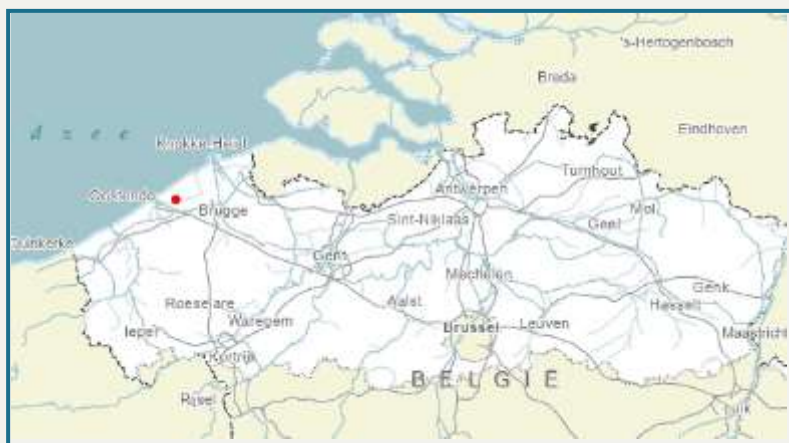 's-Hertogenbosch
Breda
Eindhoven
d z e e
Knokke-Heist
Turnhout
Antwerpen
Oostende
Mol
Brugge
Sint-Niklaas
Geel
Duinkerke
Gent
Mechelen
Genk
Roeselare
Aalst
Hasselt
Waregem
Ieper
Brussel
Leuven
Maastricht
Kortrijk
BELGIE
Rijsel
Luik